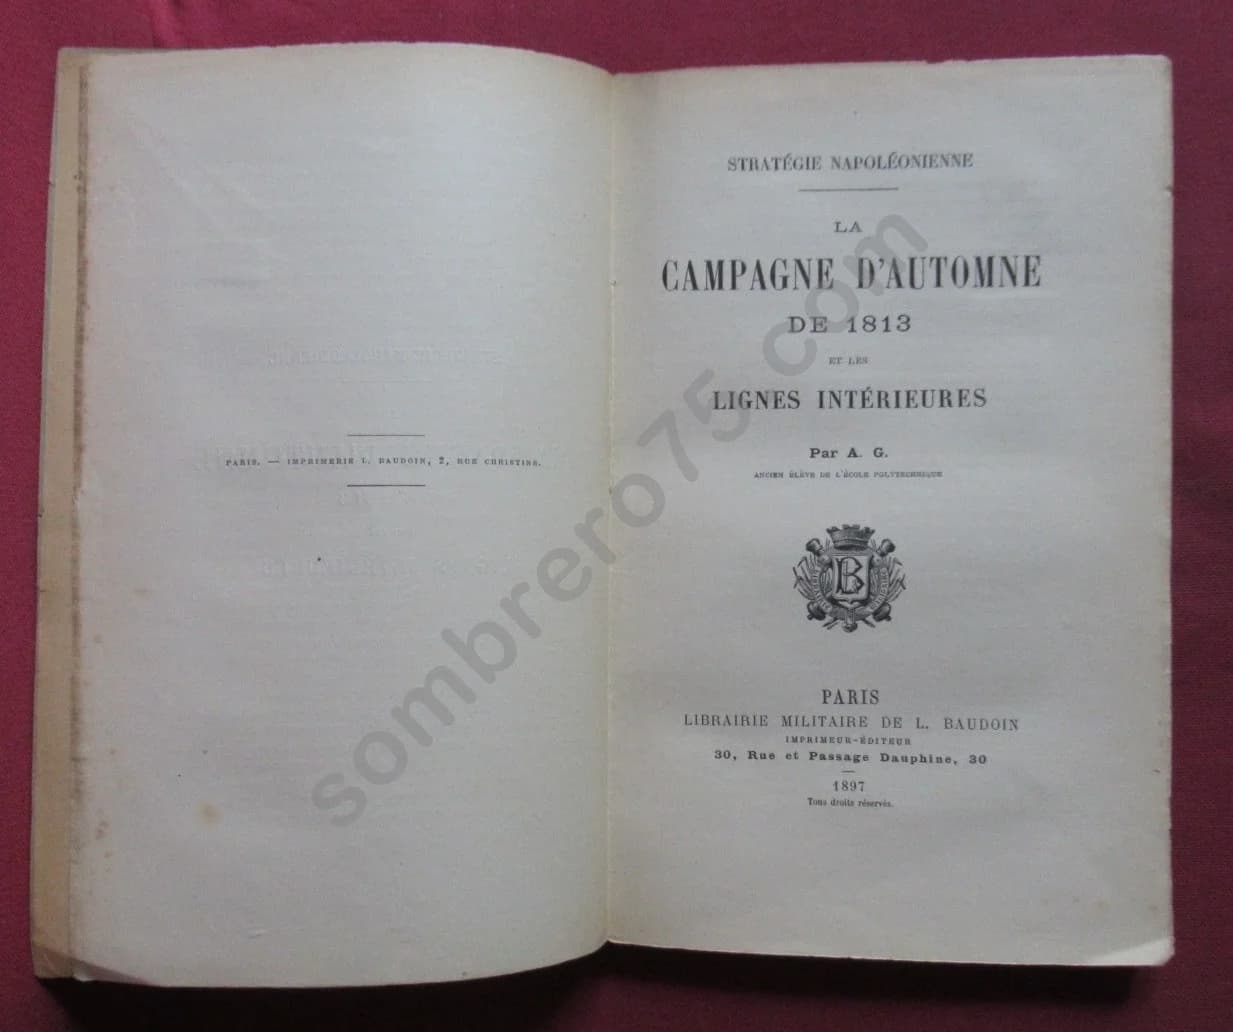 PARIS. — IMPRIMERIE L. BAUDOIN, 2, RUE CHRISTINE.
STRATÉGIE NAPOLÉONIENNE
LA
CAMPAGNE D'AUTOMNE
DE 1813
ET LES
LIGNES INTÉRIEURES
Par A. G.
ANCIEN ÉLÈVE DE L'ÉCOLE POLYTECHNIQUE
B
PARIS
LIBRAIRIE MILITAIRE DE L. BAUDOIN
IMPRIMEUR-ÉDITEUR
30, Rue et Passage Dauphine, 30
1897
Tous droits réservés.
sombrero75.com